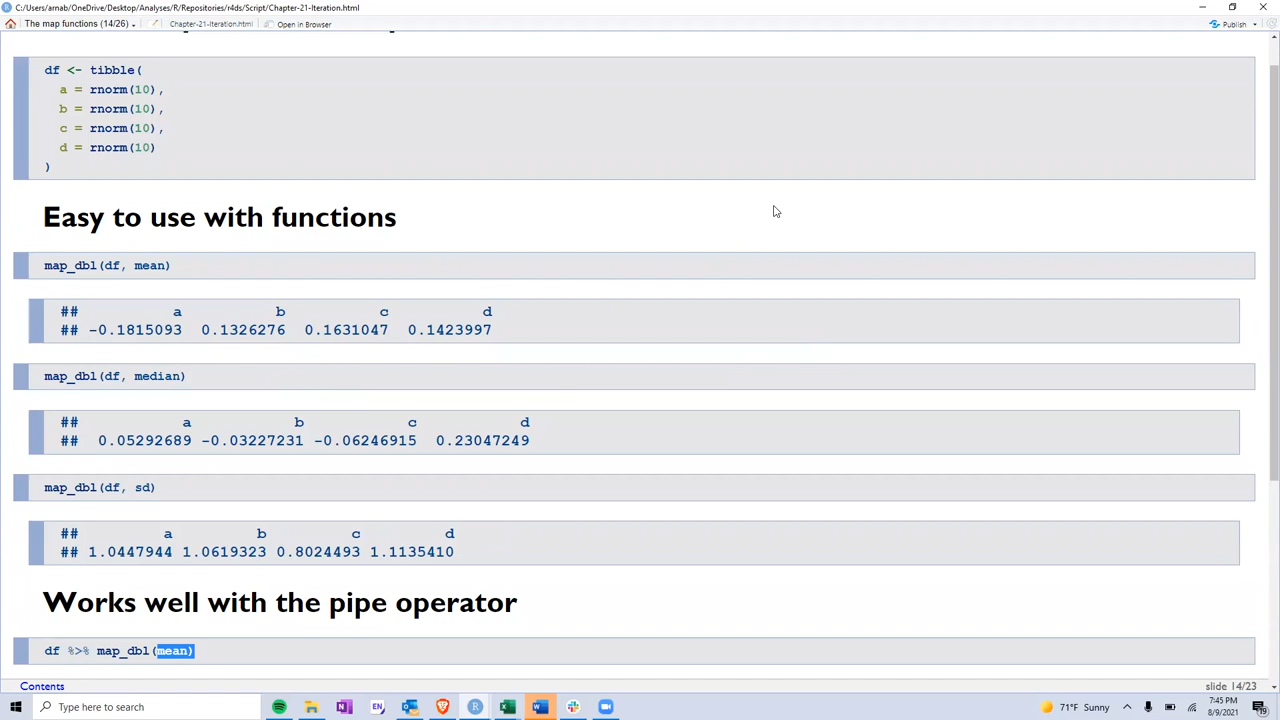 C:/Users/arnab/OneDrive/Desktop/Analyses/R/Repositories/r4ds/Script/Chapter-21-Iteration.html
The map functions (14/26)
Chapter-21-Iteration.html
Open in Browser
Publish
df <- tibble(
a = rnorm(10),
b = rnorm(10),
c = rnorm(10),
d = rnorm(10)
)
Easy to use with functions
map_dbl(df, mean)
## a b c d
## -0.1815093 0.1326276 0.1631047 0.1423997
map_dbl(df, median)
## a b c d
## 0.05292689 -0.03227231 -0.06246915 0.23047249
map_dbl(df, sd)
## a b c d
## 1.0447944 1.0619323 0.8024493 1.1135410
Works well with the pipe operator
df %>% map_dbl(mean)
Contents
slide 14/23
Type here to search
71°F Sunny
7:45 PM
8/9/2021
19